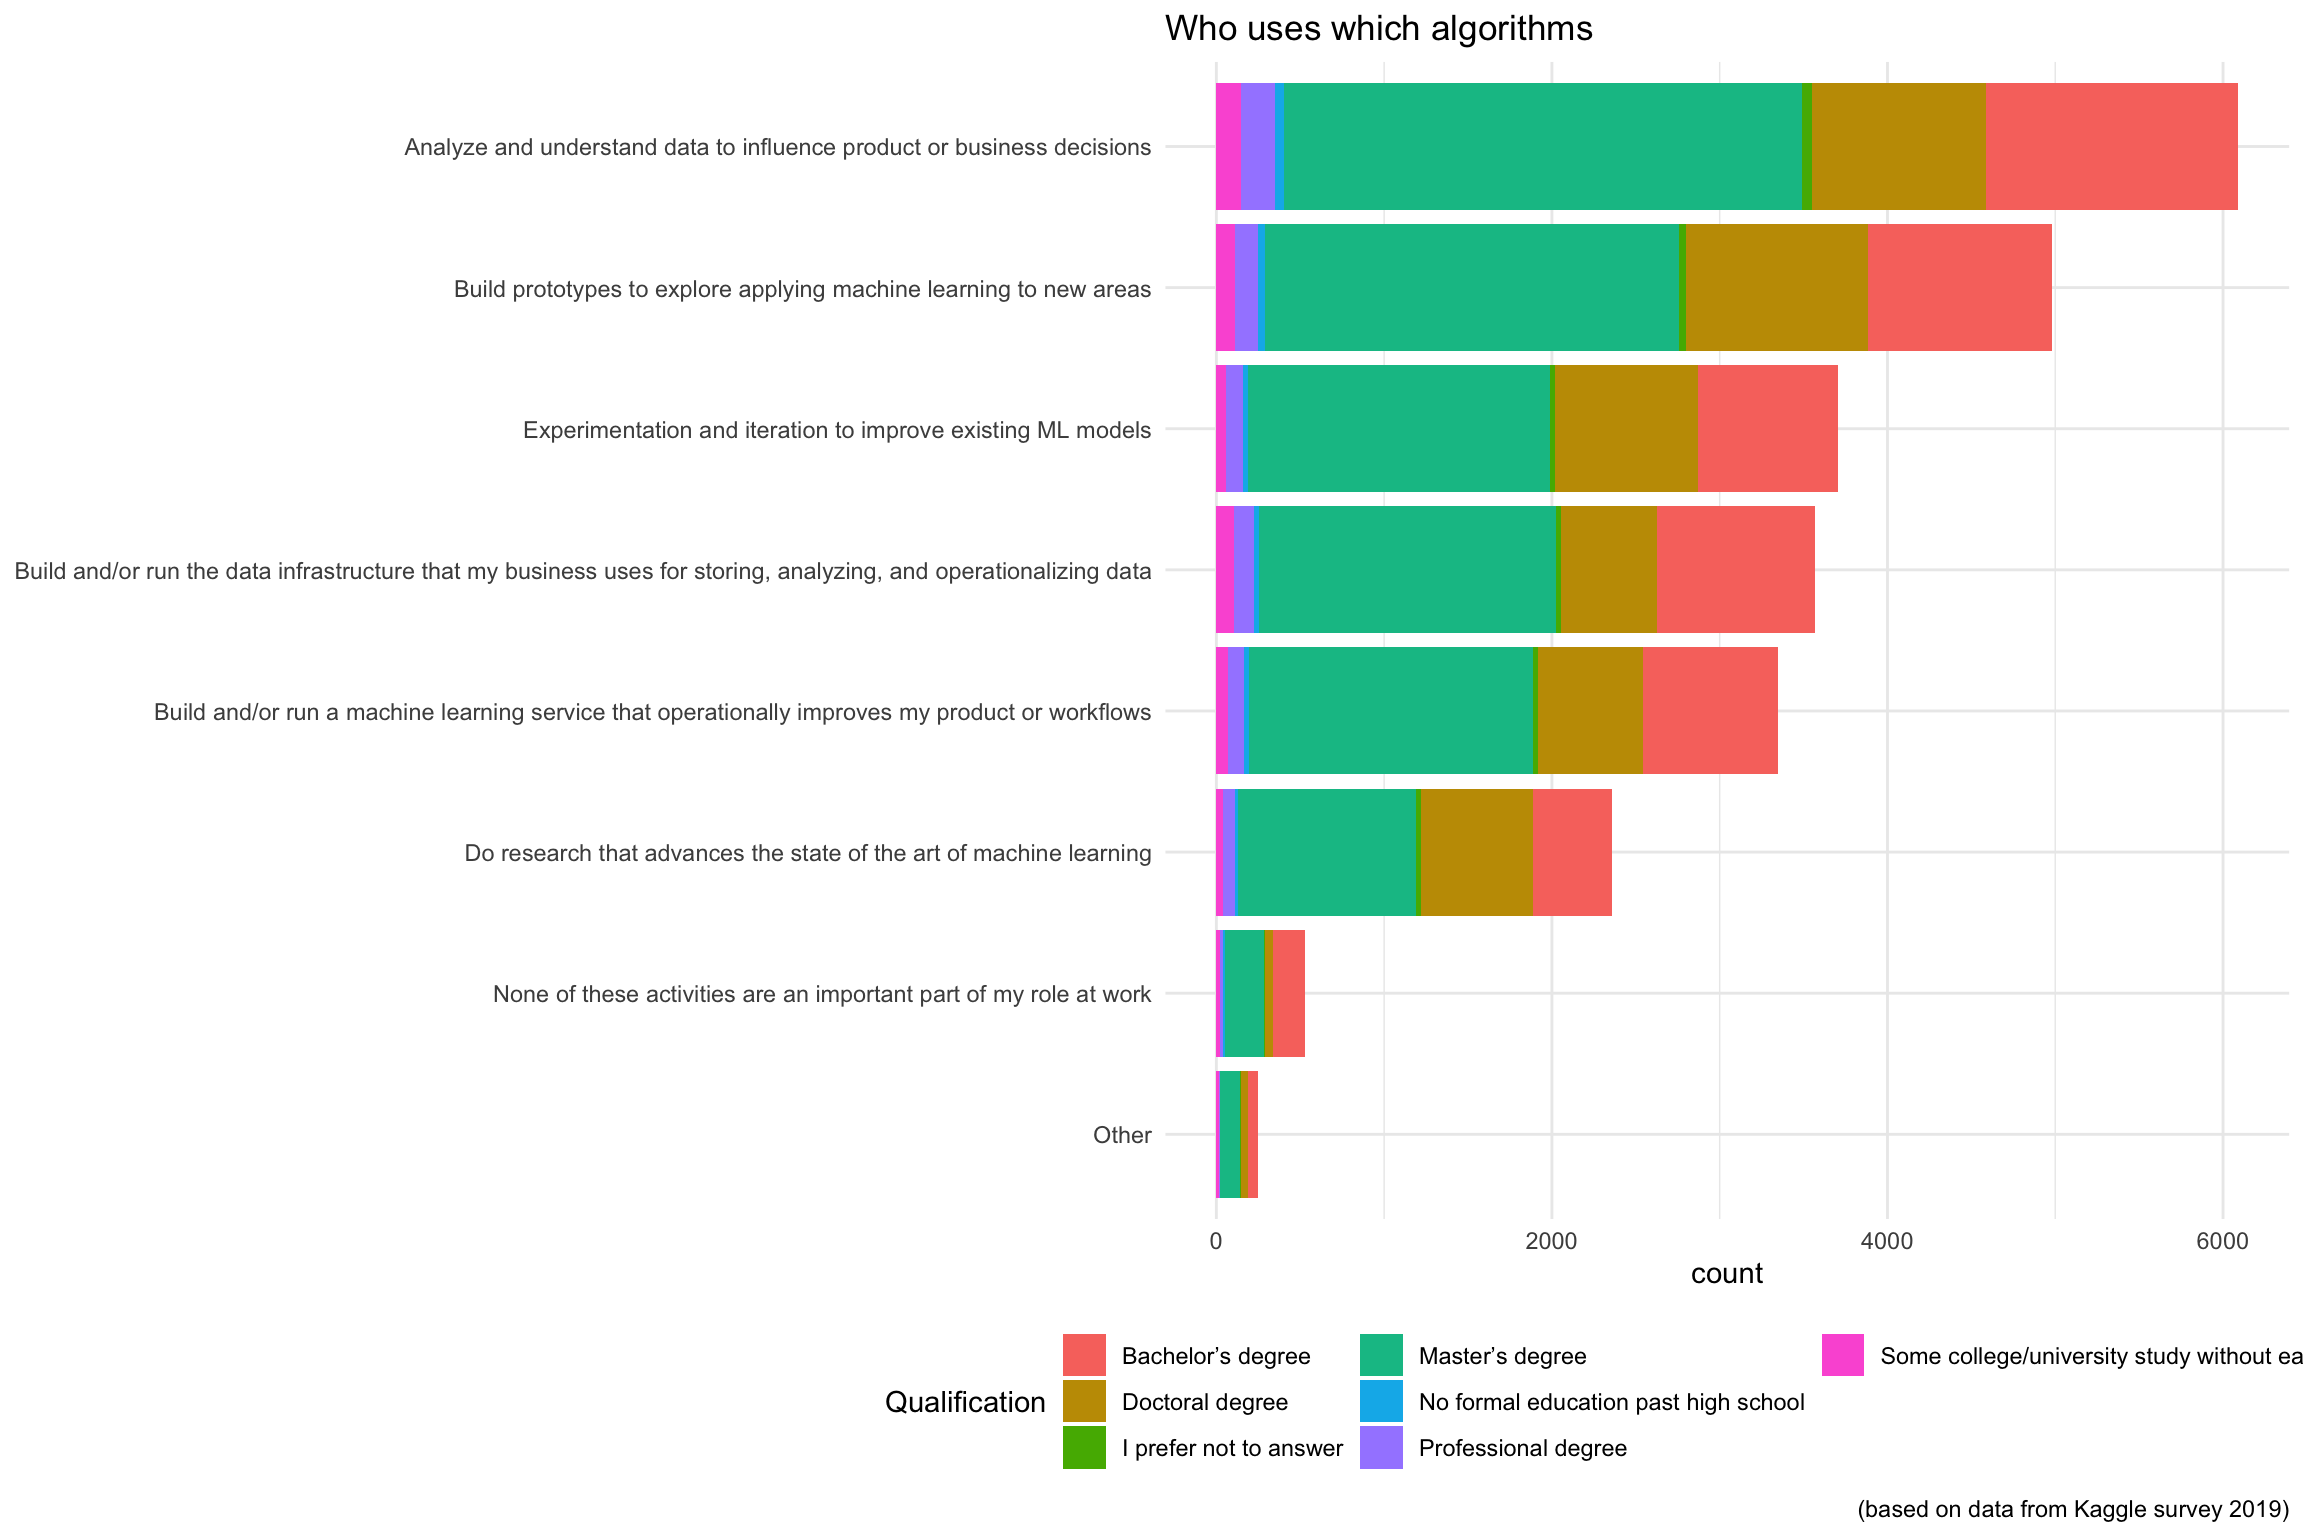 Who uses which algorithms
Analyze and understand data to influence product or business decisions
Build prototypes to explore applying machine learning to new areas
Experimentation and iteration to improve existing ML models
Build and/or run the data infrastructure that my business uses for storing, analyzing, and operationalizing data
Build and/or run a machine learning service that operationally improves my product or workflows
Do research that advances the state of the art of machine learning
None of these activities are an important part of my role at work
Other
0 2000 4000 6000
count
Qualification
Bachelor’s degree
Doctoral degree
I prefer not to answer
Master’s degree
No formal education past high school
Professional degree
Some college/university study without ea
(based on data from Kaggle survey 2019)